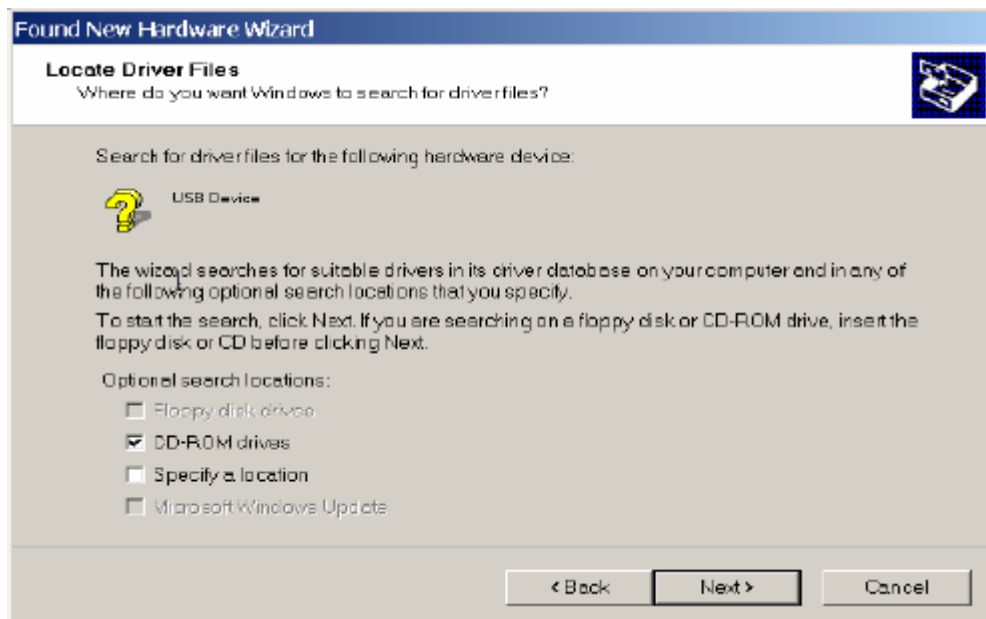 Found New Hardware Wizard
Locate Driver Files
Where do you want Windows to search for driver files?
Search for driver files for the following hardware device:
USB Device
The wizard searches for suitable drivers in its driver database on your computer and in any of
the following optional search locations that you specify.
To start the search, click Next. If you are searching on a floppy disk or CD-ROM drive, insert the
floppy disk or CD before clicking Next.
Optional search locations:
Floppy disk drives
CD-ROM drives
Specify a location
Microsoft Windows Update
< Back Next > Cancel